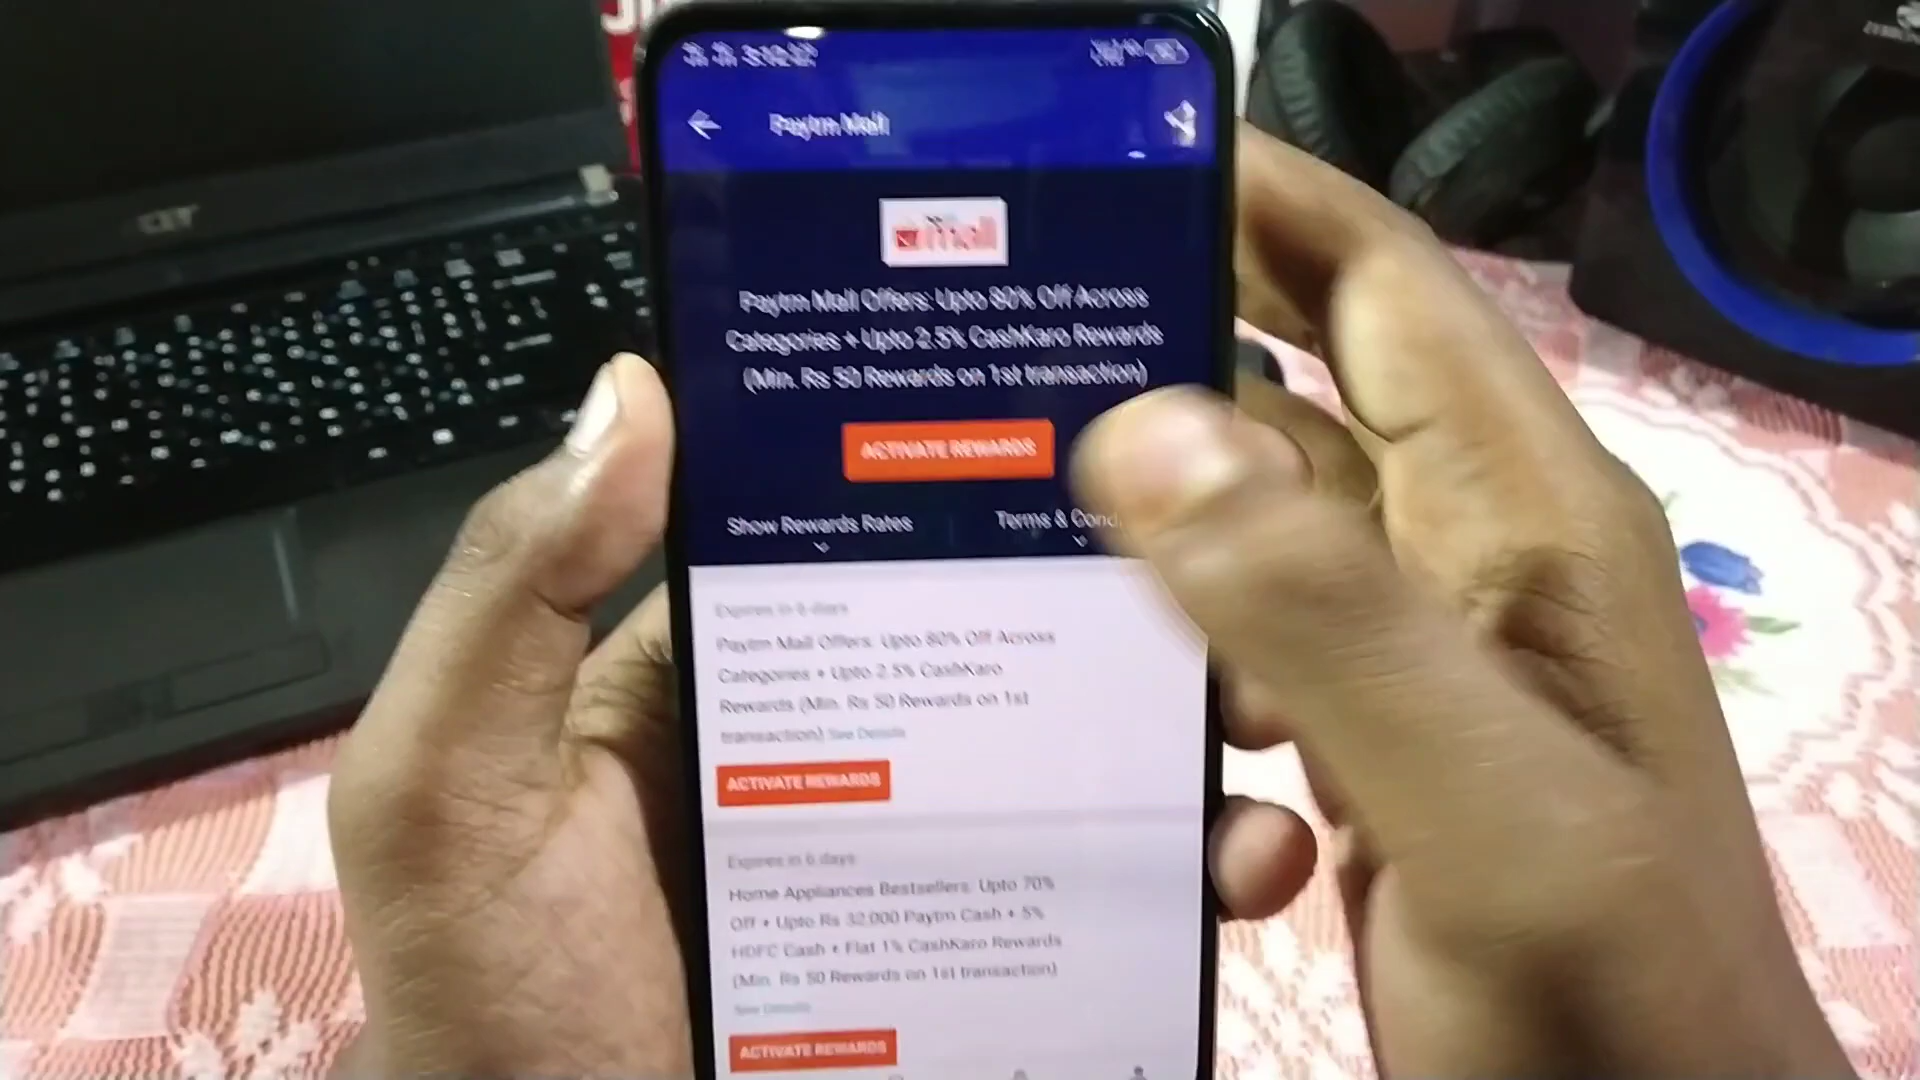 Paytm Mall
mall
Paytm Mall Offers: Upto 80% Off Across
Categories + Upto 2.5% CashKaro Rewards
(Min. Rs 50 Rewards on 1st transaction)
ACTIVATE REWARDS
Show Rewards Rates
Terms & Cond
Expires in 6 days
Paytm Mall Offers: Upto 80% Off Across
Categories + Upto 2.5% CashKaro
Rewards (Min. Rs 50 Rewards on 1st
transaction) See Details
ACTIVATE REWARDS
Expires in 6 days
Home Appliances Bestsellers: Upto 70%
Off + Upto Rs 32,000 Paytm Cash + 5%
HDFC Cash + Flat 1% CashKaro Rewards
(Min. Rs 50 Rewards on 1st transaction)
See Details
ACTIVATE REWARDS
acer